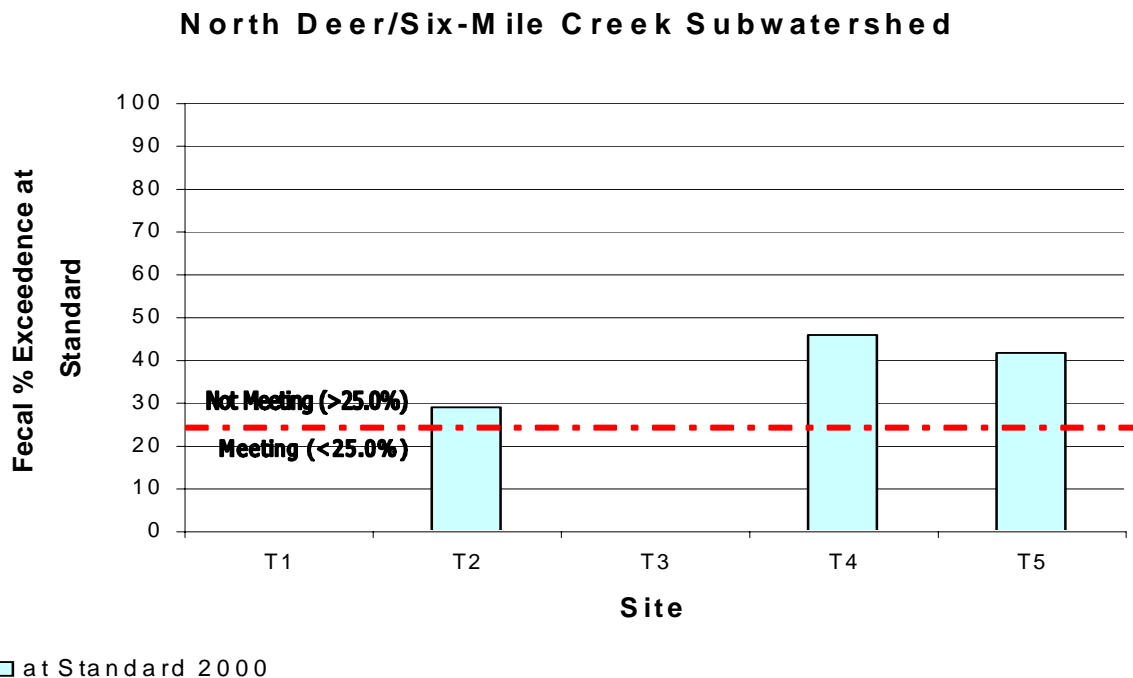 North Deer/Six-Mile Creek Subwatershed
Fecal % Exceedence at
Standard
100
90
80
70
60
50
40
30
20
10
0
Not Meeting (>25.0%)
Meeting (<25.0%)
T1 T2 T3 T4 T5
Site
at Standard 2000